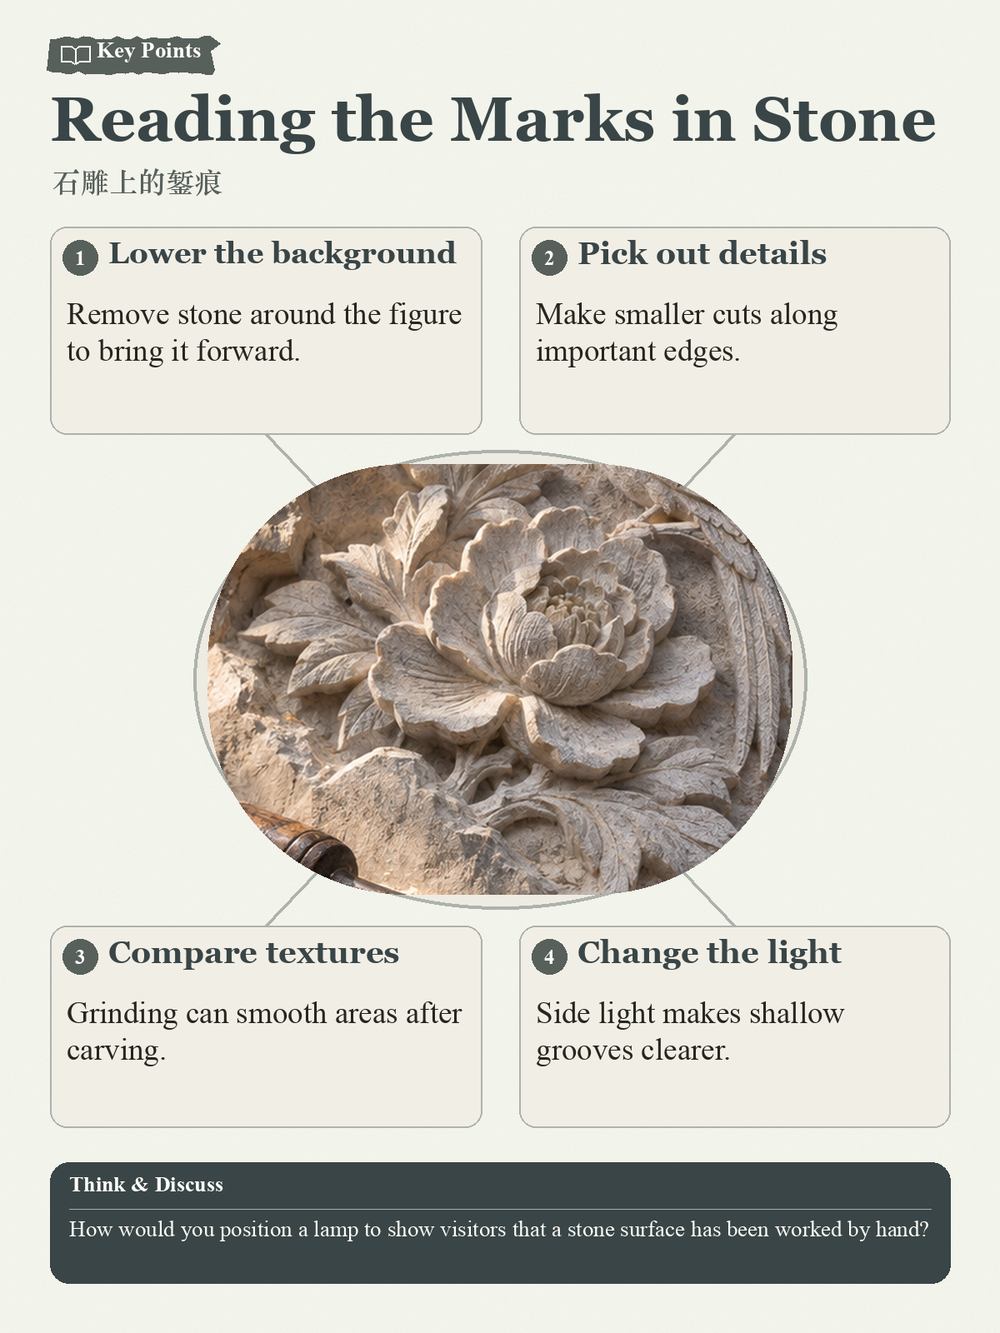 Key Points
Reading the Marks in Stone
石雕上的錾痕
1 Lower the background
Remove stone around the figure
to bring it forward.
2 Pick out details
Make smaller cuts along
important edges.
3 Compare textures
Grinding can smooth areas after
carving.
4 Change the light
Side light makes shallow
grooves clearer.
Think & Discuss
How would you position a lamp to show visitors that a stone surface has been worked by hand?